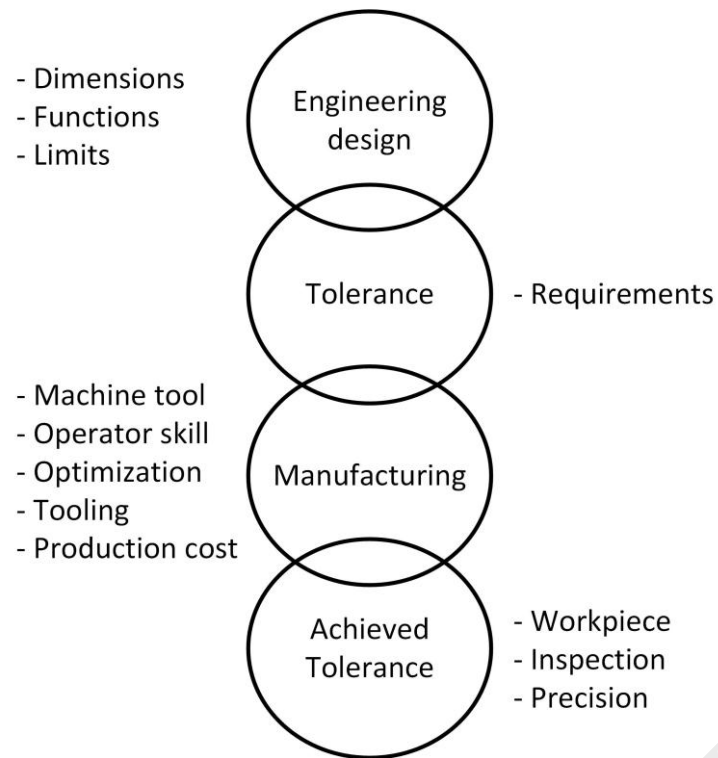 - Dimensions
- Functions
- Limits
Engineering
design
Tolerance
- Requirements
- Machine tool
- Operator skill
- Optimization
- Tooling
- Production cost
Manufacturing
Achieved
Tolerance
- Workpiece
- Inspection
- Precision